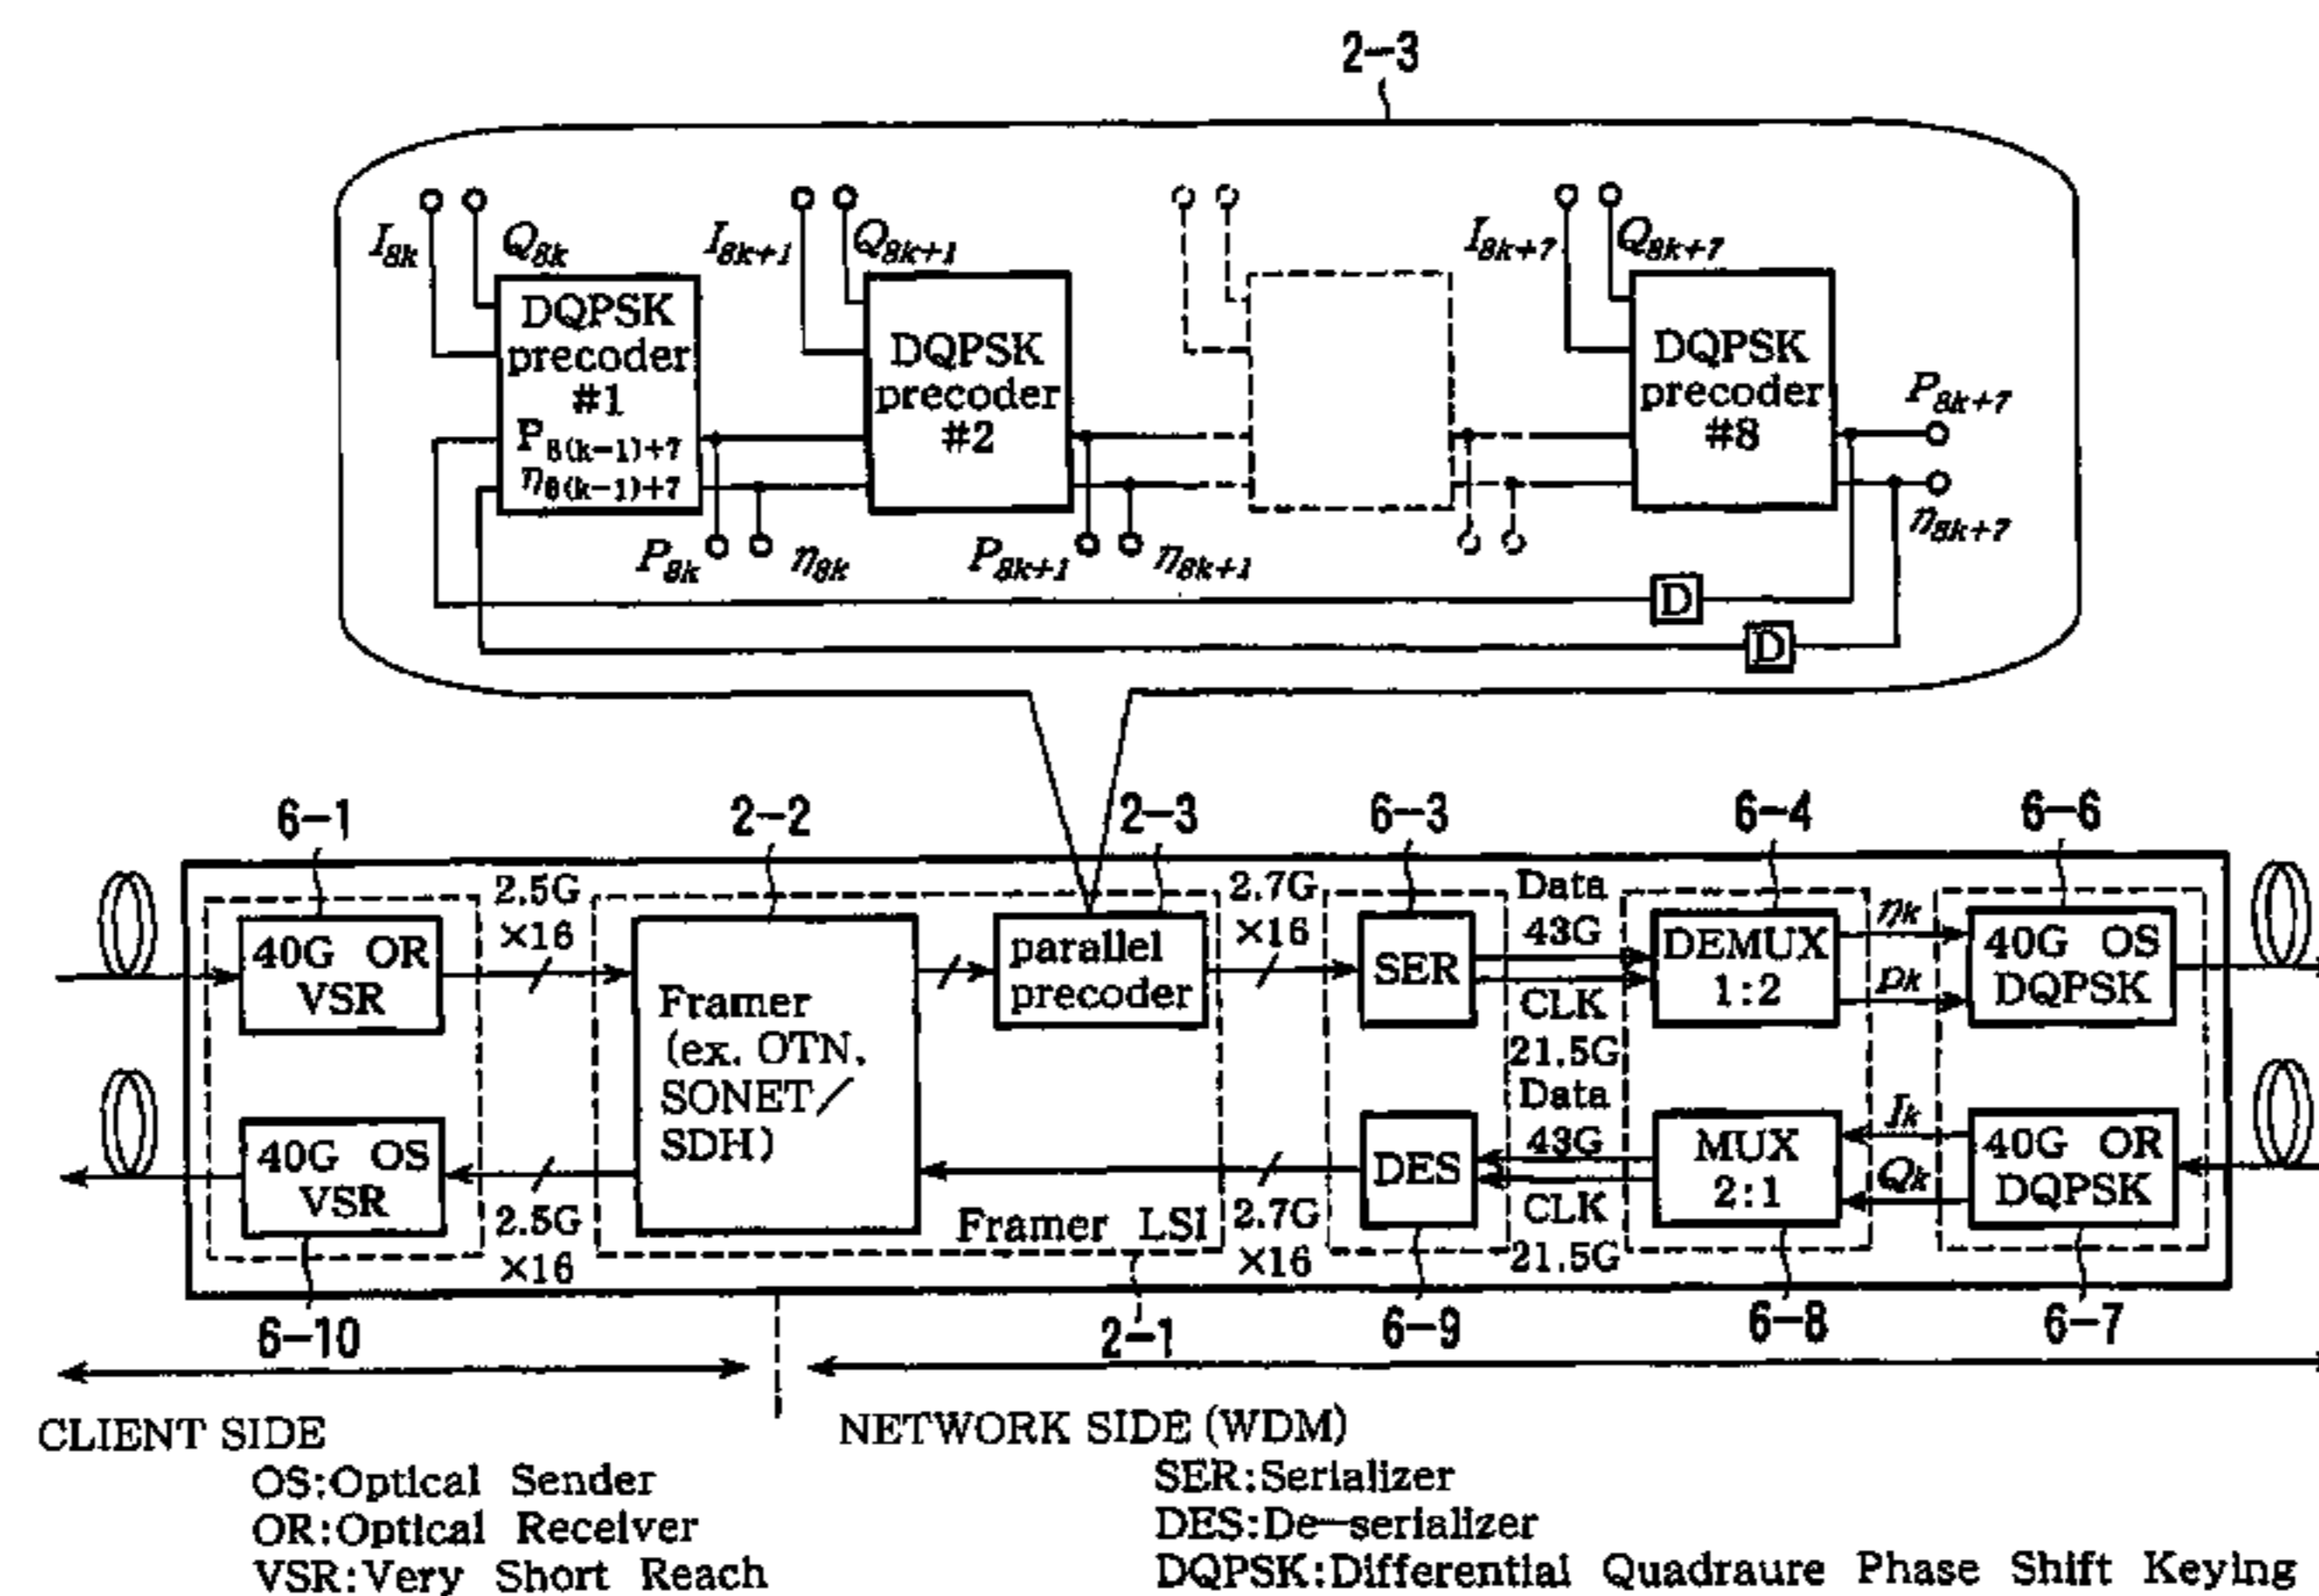 2-3
I8k Q8k I8k+1 Q8k+1 I8k+7 Q8k+7
DQPSK
precoder
#1
P8(k-1)+7
η8(k-1)+7
DQPSK
precoder
#2
DQPSK
precoder
#8
P8k+7
η8k+7
P8k η8k P8k+1 η8k+1
D
D
6-1 2-2 2-3 6-3 6-4 6-6
40G OR
VSR
2.5G
×16
Framer
(ex. OTN,
SONET/
SDH)
parallel
precoder
2.7G
×16
SER
Data
43G
CLK
21.5G
DEMUX
1:2
ηk
pk
40G OS
DQPSK
40G OS
VSR
2.5G
×16
Framer LSI
2.7G
×16
DES
Data
43G
CLK
21.5G
MUX
2:1
Ik
Qk
40G OR
DQPSK
6-10 2-1 6-9 6-8 6-7
CLIENT SIDE
NETWORK SIDE (WDM)
OS:Optical Sender
OR:Optical Receiver
VSR:Very Short Reach
SER:Serializer
DES:De-serializer
DQPSK:Differential Quadraure Phase Shift Keying